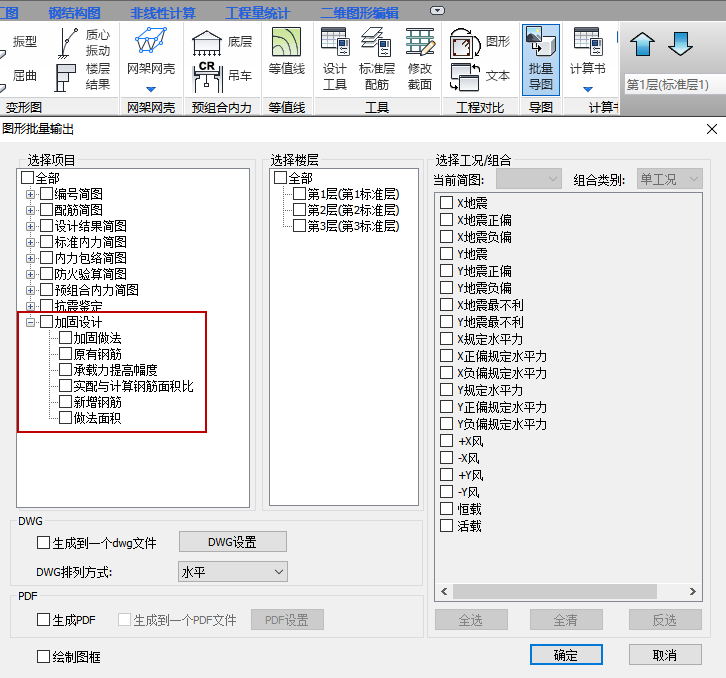 工图 钢结构图 非线性计算 工程量统计 二维图形编辑
振型 质心振动 网架网壳 底层 等值线 设计工具 标准层配筋 修改截面 图形 批量导图 计算书
屈曲 楼层结果 CR 吊车 文本 第1层(标准层1)
变形图 网架网壳 预组合内力 等值线 工具 工程对比 导图 计算书
图形批量输出
选择项目
全部
编号简图
配筋简图
设计结果简图
标准内力简图
内力包络简图
防火验算简图
预组合内力简图
抗震鉴定
加固设计
加固做法
原有钢筋
承载力提高幅度
实配与计算钢筋面积比
新增钢筋
做法面积
选择楼层
全部
第1层(第1标准层)
第2层(第2标准层)
第3层(第3标准层)
选择工况/组合
当前简图: 组合类别: 单工况
X地震
X地震正偏
X地震负偏
Y地震
Y地震正偏
Y地震负偏
X地震最不利
Y地震最不利
X规定水平力
X正偏规定水平力
X负偏规定水平力
Y规定水平力
Y正偏规定水平力
Y负偏规定水平力
+X风
-X风
+Y风
-Y风
恒载
活载
全选 全清 反选
DWG
生成到一个dwg文件 DWG设置
DWG排列方式: 水平
PDF
生成PDF 生成到一个PDF文件 PDF设置
绘制图框
确定 取消